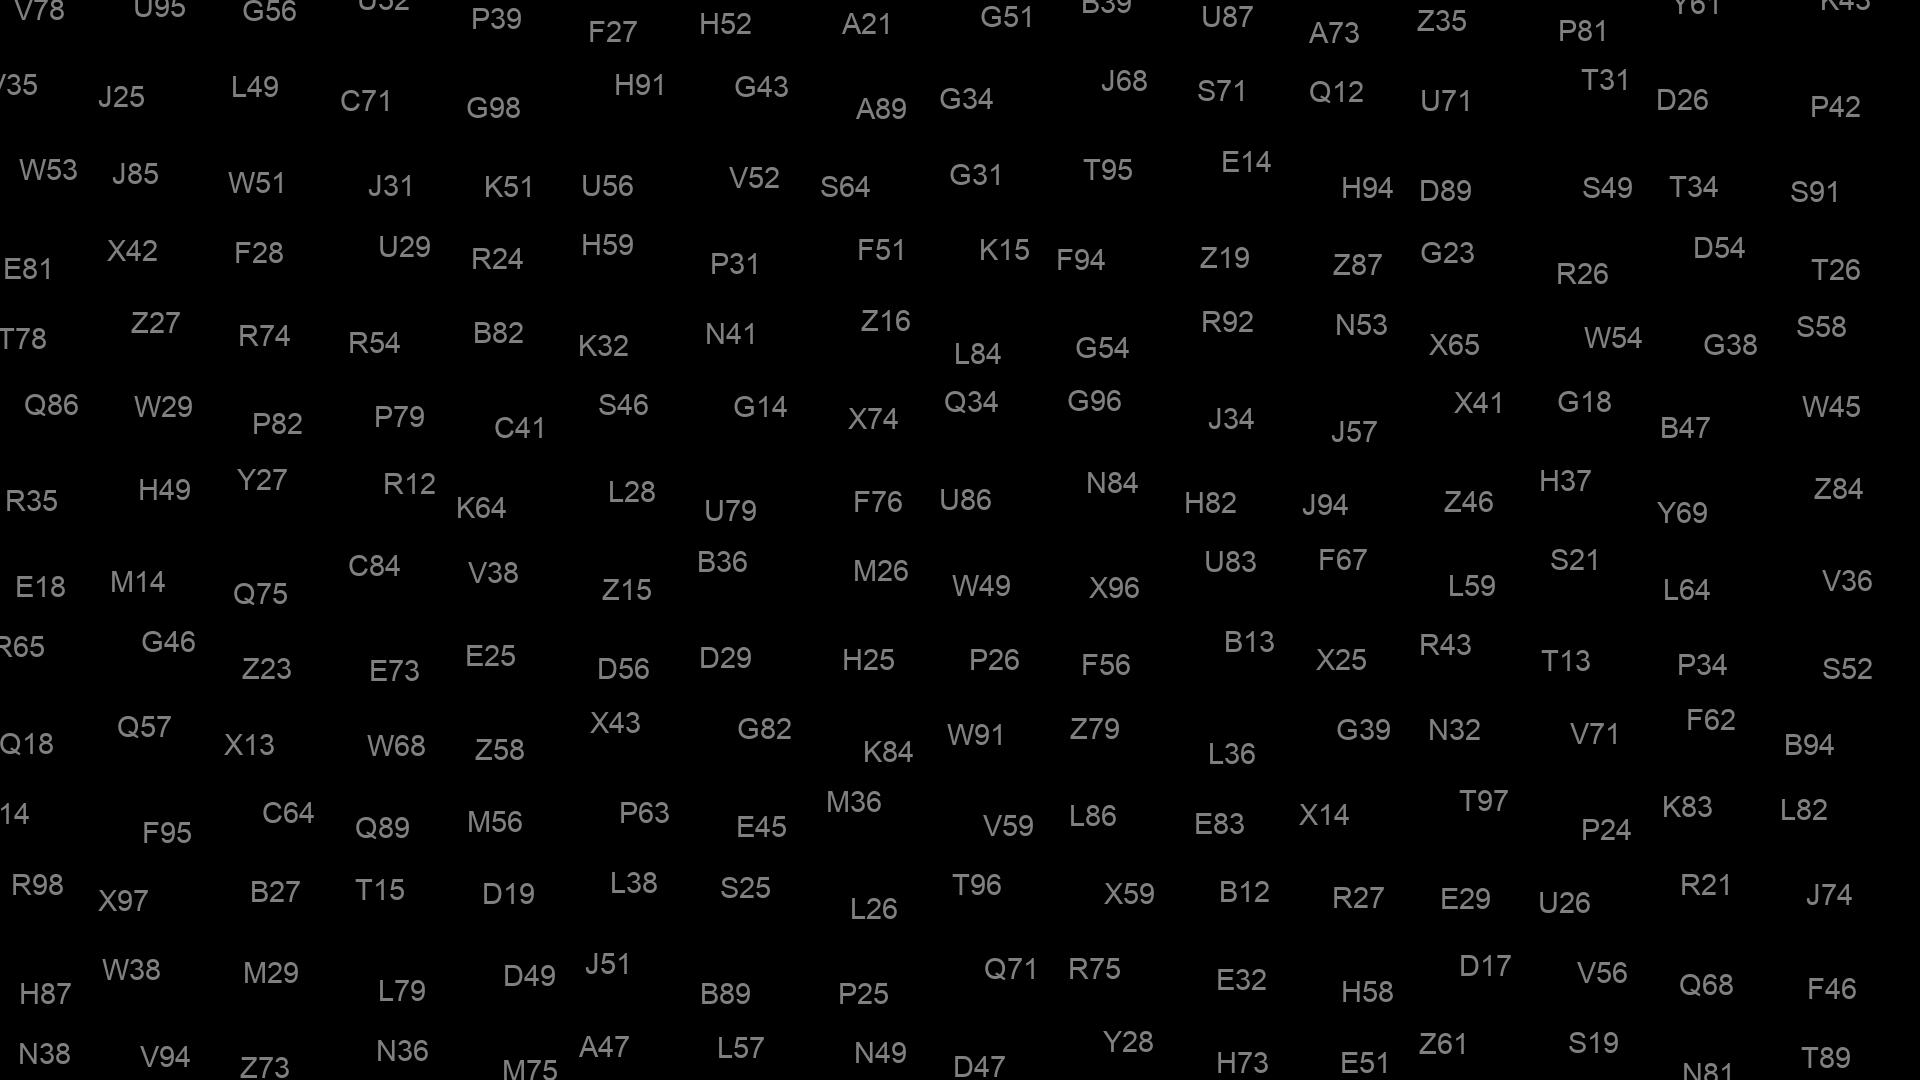 V78 U95 G56 U52 P39 F27 H52 A21 G51 B39 U87 A73 Z35 P81 Y61 K43
V35 J25 L49 C71 G98 H91 G43 A89 G34 J68 S71 Q12 U71 T31 D26 P42
W53 J85 W51 J31 K51 U56 V52 S64 G31 T95 E14 H94 D89 S49 T34 S91
E81 X42 F28 U29 R24 H59 P31 F51 K15 F94 Z19 Z87 G23 R26 D54 T26
T78 Z27 R74 R54 B82 K32 N41 Z16 L84 G54 R92 N53 X65 W54 G38 S58
Q86 W29 P82 P79 C41 S46 G14 X74 Q34 G96 J34 J57 X41 G18 B47 W45
R35 H49 Y27 R12 K64 L28 U79 F76 U86 N84 H82 J94 Z46 H37 Y69 Z84
E18 M14 Q75 C84 V38 Z15 B36 M26 W49 X96 U83 F67 L59 S21 L64 V36
R65 G46 Z23 E73 E25 D56 D29 H25 P26 F56 B13 X25 R43 T13 P34 S52
Q18 Q57 X13 W68 Z58 X43 G82 K84 W91 Z79 L36 G39 N32 V71 F62 B94
14 F95 C64 Q89 M56 P63 E45 M36 V59 L86 E83 X14 T97 P24 K83 L82
R98 X97 B27 T15 D19 L38 S25 L26 T96 X59 B12 R27 E29 U26 R21 J74
H87 W38 M29 L79 D49 J51 B89 P25 Q71 R75 E32 H58 D17 V56 Q68 F46
N38 V94 Z73 N36 M75 A47 L57 N49 D47 Y28 H73 E51 Z61 S19 N81 T89